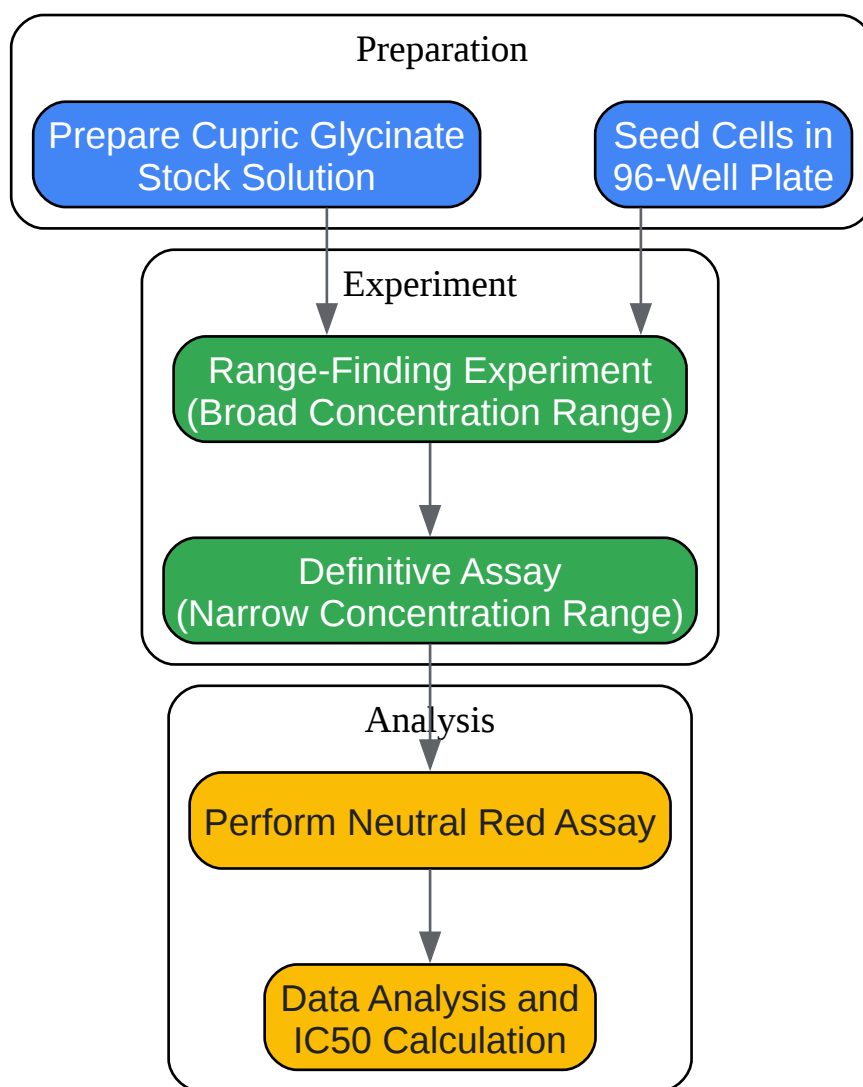 Preparation
Prepare Cupric Glycinate
Stock Solution
Seed Cells in
96-Well Plate
Experiment
Range-Finding Experiment
(Broad Concentration Range)
Definitive Assay
(Narrow Concentration Range)
Analysis
Perform Neutral Red Assay
Data Analysis and
IC50 Calculation